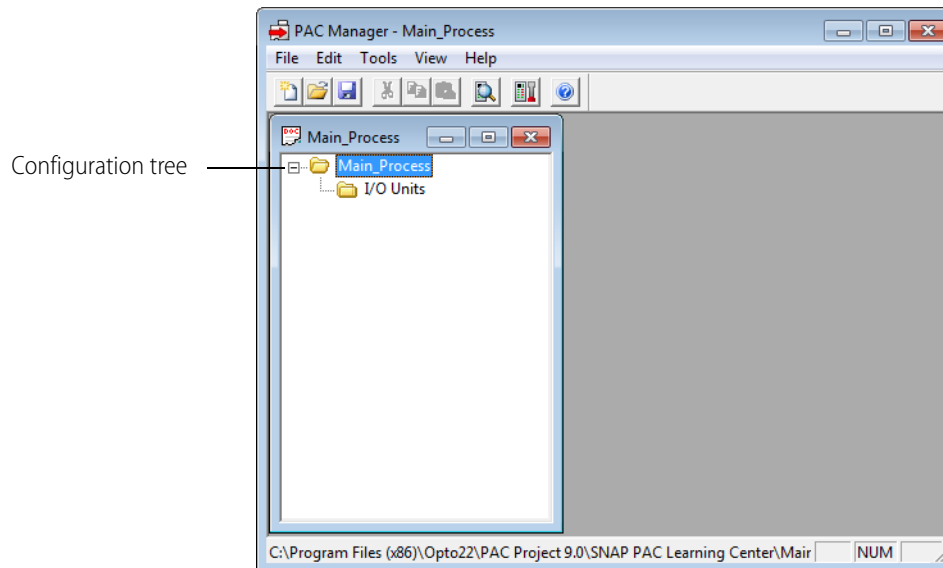 PAC Manager - Main_Process
File Edit Tools View Help
Main_Process
Configuration tree
Main_Process
I/O Units
C:\Program Files (x86)\Opto22\PAC Project 9.0\SNAP PAC Learning Center\Mair
NUM